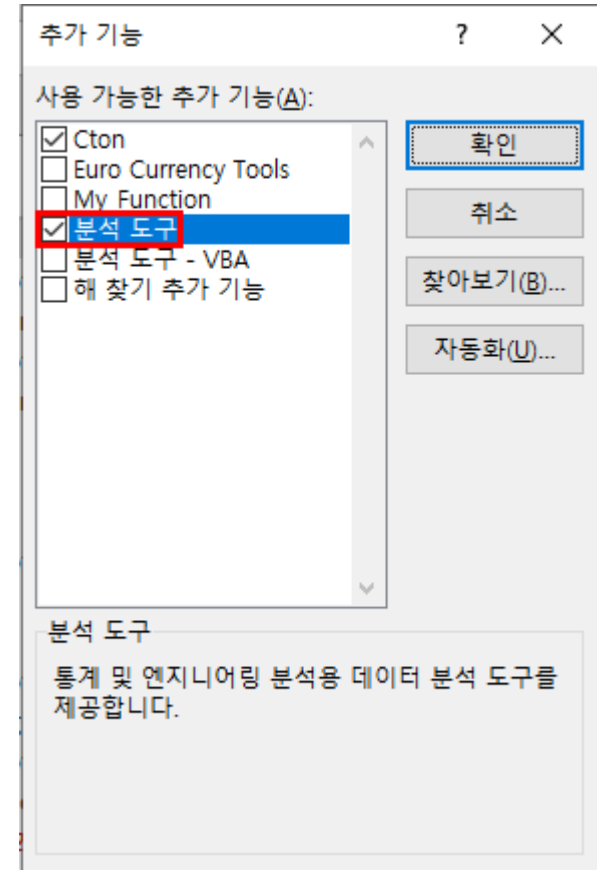 추가 기능
?
사용 가능한 추가 기능(A):
Cton
Euro Currency Tools
My Function
분석 도구
분석 도구 - VBA
해 찾기 추가 기능
확인
취소
찾아보기(B)...
자동화(U)...
분석 도구
통계 및 엔지니어링 분석용 데이터 분석 도구를
제공합니다.